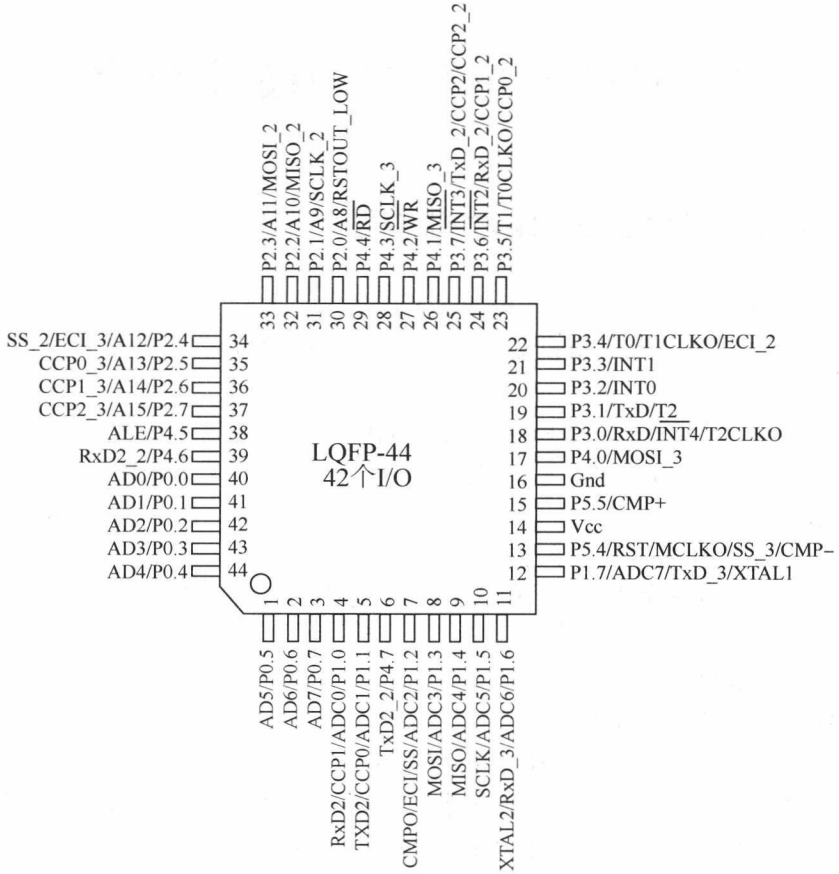 P2.3/A11/MOSI_2
P2.2/A10/MISO_2
P2.1/A9/SCLK_2
P2.0/A8/RSTOUT_LOW
P4.4/RD
P4.3/SCLK_3
P4.2/WR
P4.1/MISO_3
P3.7/INT3/TxD_2/CCP2/CCP2_2
P3.6/INT2/RxD_2/CCP1_2
P3.5/T1/T0CLKO/CCP0_2
33
32
31
30
29
28
27
26
25
24
23
SS_2/ECI_3/A12/P2.4 34
CCP0_3/A13/P2.5 35
CCP1_3/A14/P2.6 36
CCP2_3/A15/P2.7 37
ALE/P4.5 38
RxD2_2/P4.6 39
AD0/P0.0 40
AD1/P0.1 41
AD2/P0.2 42
AD3/P0.3 43
AD4/P0.4 44
LQFP-44
42个I/O
22 P3.4/T0/T1CLKO/ECI_2
21 P3.3/INT1
20 P3.2/INT0
19 P3.1/TxD/T2
18 P3.0/RxD/INT4/T2CLKO
17 P4.0/MOSI_3
16 Gnd
15 P5.5/CMP+
14 Vcc
13 P5.4/RST/MCLKO/SS_3/CMP-
12 P1.7/ADC7/TxD_3/XTAL1
1
2
3
4
5
6
7
8
9
10
11
AD5/P0.5
AD6/P0.6
AD7/P0.7
RxD2/CCP1/ADC0/P1.0
TXD2/CCP0/ADC1/P1.1
TxD2_2/P4.7
CMPO/ECI/SS/ADC2/P1.2
MOSI/ADC3/P1.3
MISO/ADC4/P1.4
SCLK/ADC5/P1.5
XTAL2/RxD_3/ADC6/P1.6